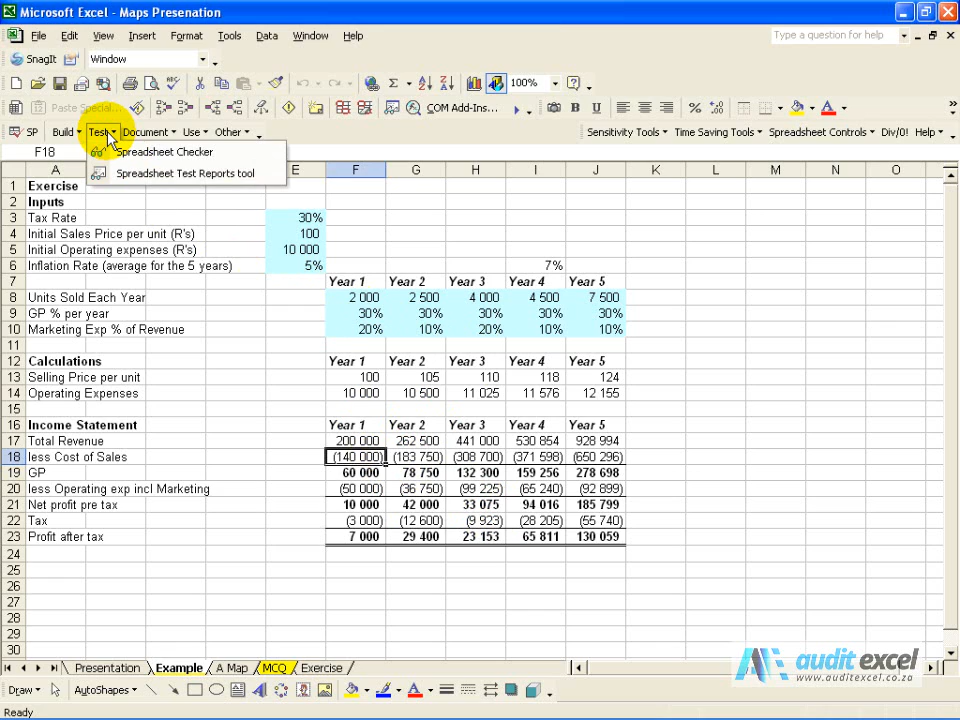 Microsoft Excel - Maps Presenation
File Edit View Insert Format Tools Data Window Help Type a question for help
SnagIt Window
100%
Paste Special... COM Add-Ins...
SP Build Test Document Use Other Sensitivity Tools Time Saving Tools Spreadsheet Controls Div/0! Help
Spreadsheet Checker
Spreadsheet Test Reports tool
F18
A E F G H I J K L M N O
1 Exercise
2 Inputs
3 Tax Rate 30%
4 Initial Sales Price per unit (R's) 100
5 Initial Operating expenses (R's) 10 000
6 Inflation Rate (average for the 5 years) 5% 7%
7 Year 1 Year 2 Year 3 Year 4 Year 5
8 Units Sold Each Year 2 000 2 500 4 000 4 500 7 500
9 GP % per year 30% 30% 30% 30% 30%
10 Marketing Exp % of Revenue 20% 10% 20% 10% 10%
11
12 Calculations Year 1 Year 2 Year 3 Year 4 Year 5
13 Selling Price per unit 100 105 110 118 124
14 Operating Expenses 10 000 10 500 11 025 11 576 12 155
15
16 Income Statement Year 1 Year 2 Year 3 Year 4 Year 5
17 Total Revenue 200 000 262 500 441 000 530 854 928 994
18 less Cost of Sales (140 000) (183 750) (308 700) (371 598) (650 296)
19 GP 60 000 78 750 132 300 159 256 278 698
20 less Operating exp incl Marketing (50 000) (36 750) (99 225) (65 240) (92 899)
21 Net profit pre tax 10 000 42 000 33 075 94 016 185 799
22 Tax (3 000) (12 600) (9 923) (28 205) (55 740)
23 Profit after tax 7 000 29 400 23 153 65 811 130 059
24
25
26
27
28
29
30
Presentation Example A Map MCQ Exercise
audit excel
www.auditexcel.co.za
Draw AutoShapes
Ready